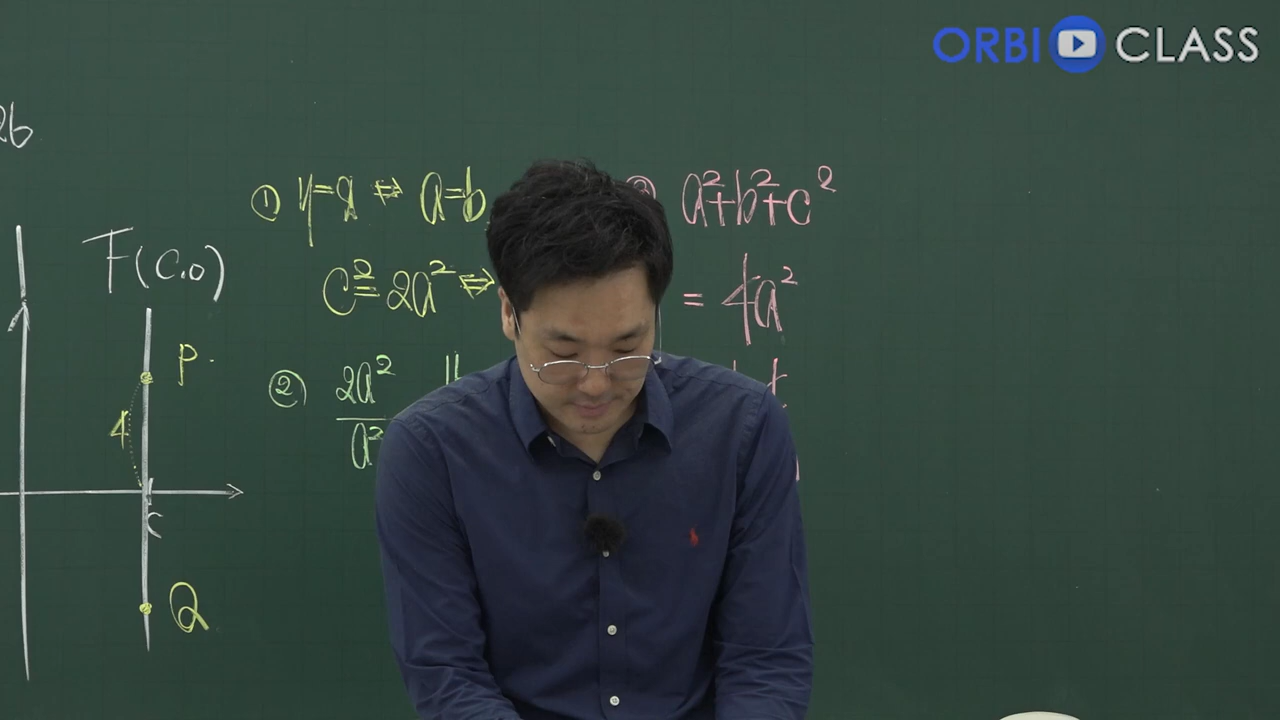 ORBI CLASS
2b
F(c.0)
P
4
c
Q
① y=x ⇔ a=b
c²=2a² ⇔
② 2a²
a²
③ a²+b²+c²
= 4a²